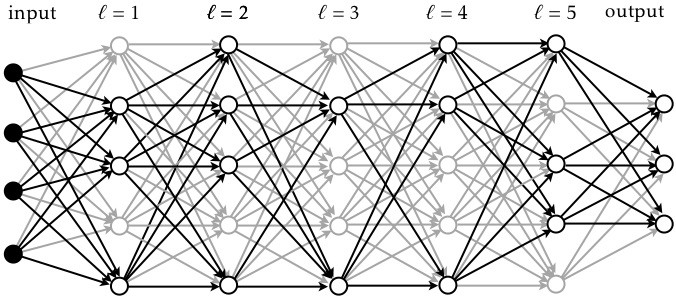 input ℓ = 1 ℓ = 2 ℓ = 3 ℓ = 4 ℓ = 5 output